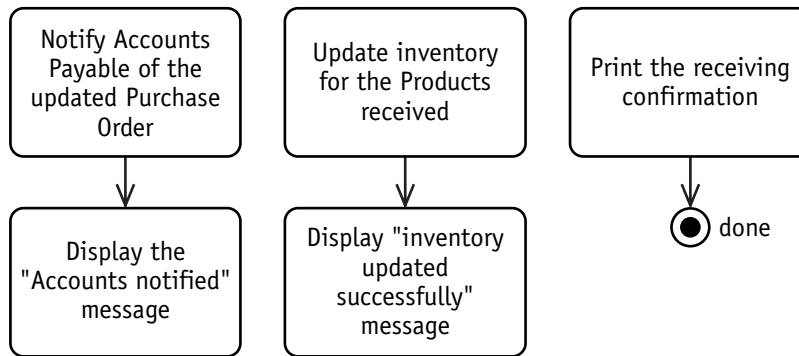 Notify Accounts
Payable of the
updated Purchase
Order
Update inventory
for the Products
received
Print the receiving
confirmation
Display the
"Accounts notified"
message
Display "inventory
updated
successfully"
message
done